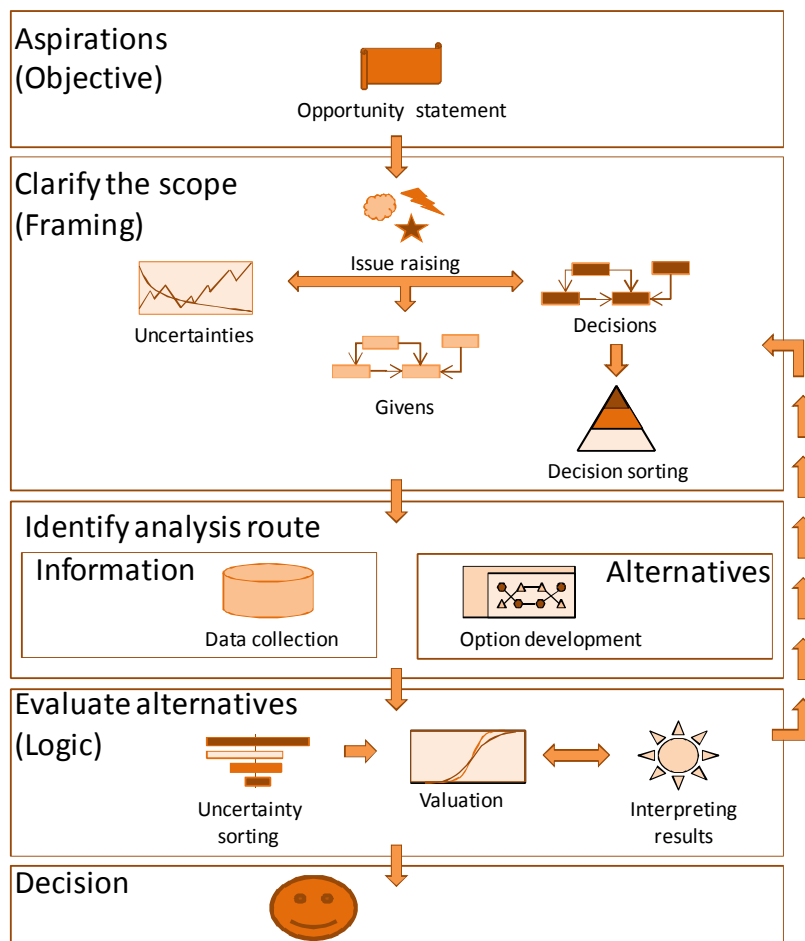 Aspirations
(Objective)
Opportunity statement
Clarify the scope
(Framing)
Issue raising
Uncertainties
Decisions
Givens
Decision sorting
Identify analysis route
Information
Alternatives
Data collection
Option development
Evaluate alternatives
(Logic)
Uncertainty
sorting
Valuation
Interpreting
results
Decision